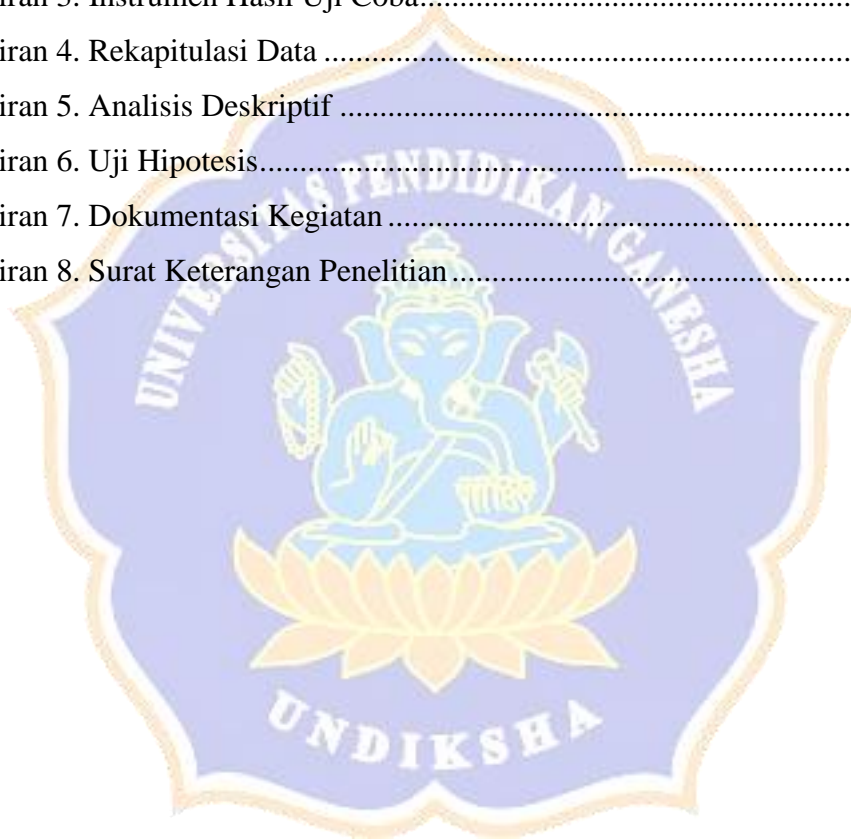 iran 3. Instrumen Hasil Uji Coba.....................................................................
iran 4. Rekapitulasi Data ...............................................................................
iran 5. Analisis Deskriptif .............................................................................
iran 6. Uji Hipotesis.......................................................................................
iran 7. Dokumentasi Kegiatan .......................................................................
iran 8. Surat Keterangan Penelitian ...............................................................
UNIVERSITAS PENDIDIKAN GANESHA
UNDIKSHA